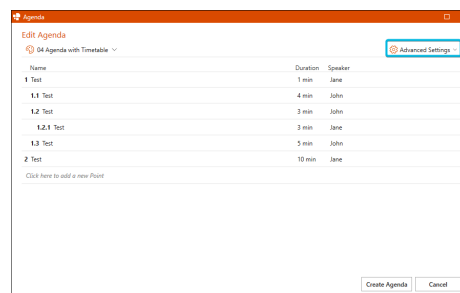 Agenda
Edit Agenda
04 Agenda with Timetable
Advanced Settings
Name Duration Speaker
1 Test 1 min Jane
1.1 Test 4 min John
1.2 Test 3 min John
1.2.1 Test 3 min Jane
1.3 Test 5 min John
2 Test 10 min Jane
Click here to add a new Point
Create Agenda Cancel